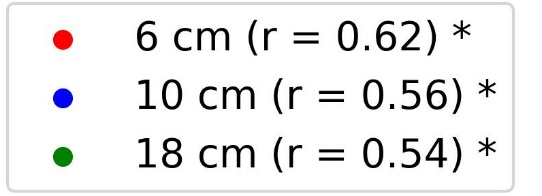 6 cm (r = 0.62) *
10 cm (r = 0.56) *
18 cm (r = 0.54) *